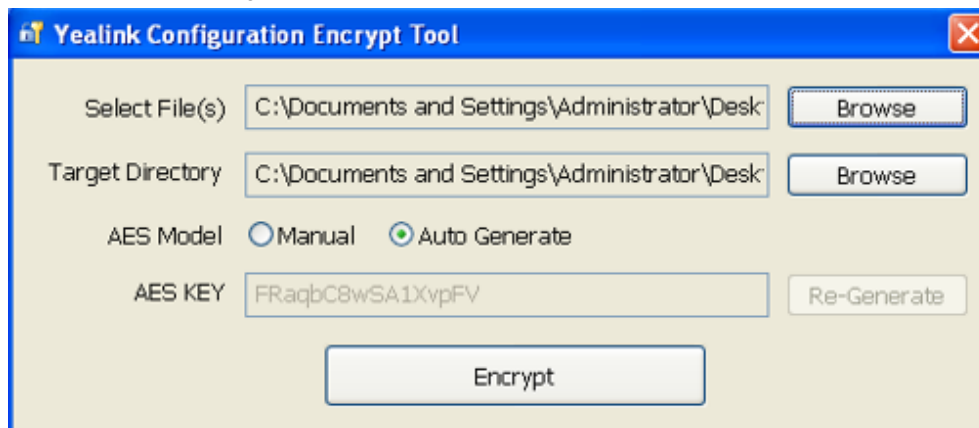 Yealink Configuration Encrypt Tool
Select File(s) C:\Documents and Settings\Administrator\Desk Browse
Target Directory C:\Documents and Settings\Administrator\Desk Browse
AES Model Manual Auto Generate
AES KEY FRaqbC8wSA1XvpFV Re-Generate
Encrypt